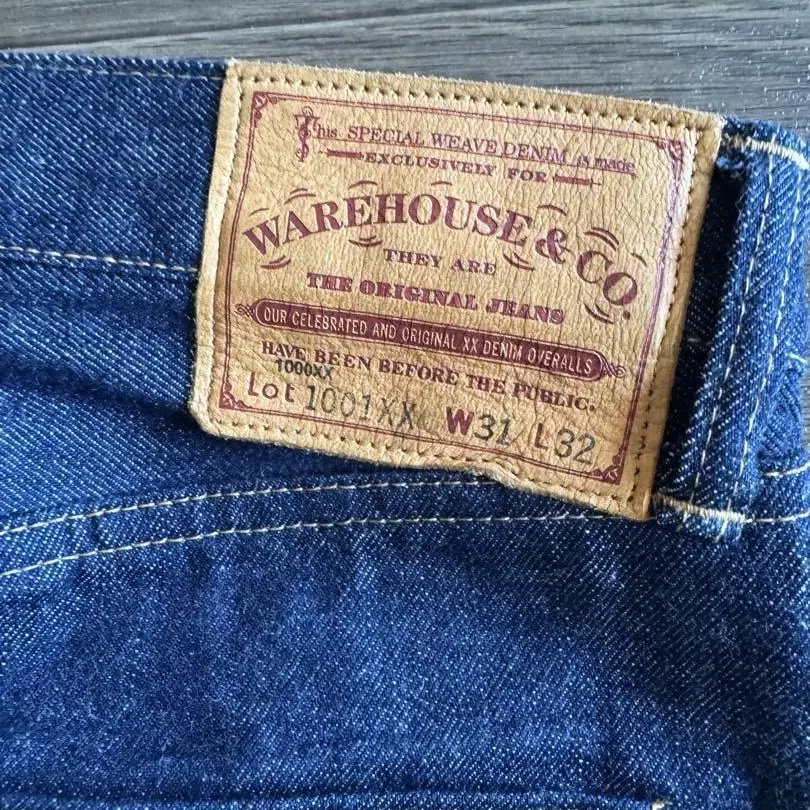 This SPECIAL WEAVE DENIM is made
EXCLUSIVELY FOR
WAREHOUSE & CO.
THEY ARE
THE ORIGINAL JEANS
OUR CELEBRATED AND ORIGINAL XX DENIM OVERALLS
HAVE BEEN BEFORE THE PUBLIC.
1000XX
Lot 1001XX W31 L32